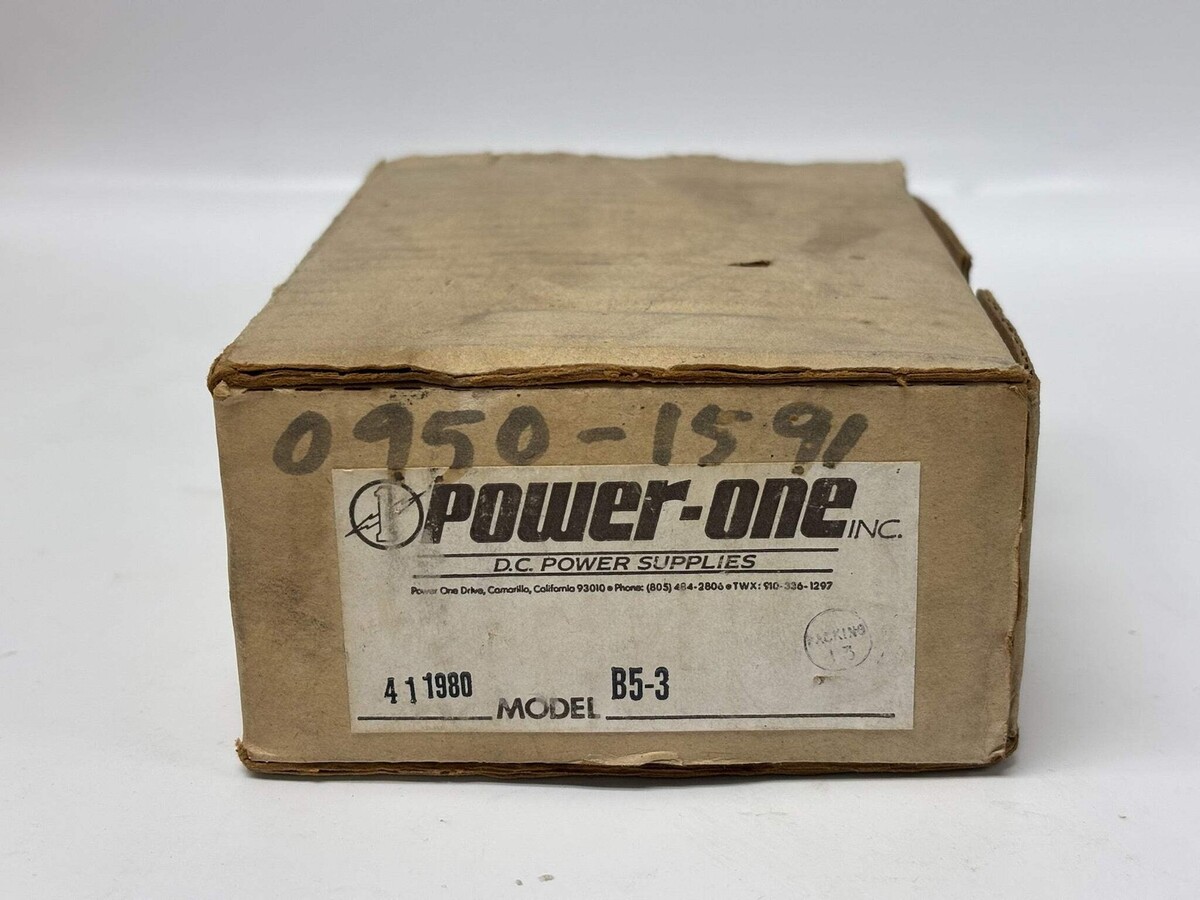 0950-1591
1 POWER-ONE INC.
D.C. POWER SUPPLIES
Power One Drive, Camarillo, California 93010 • Phone: (805) 484-2806 • TWX: 910-336-1297
PACKING
13
41 1980
MODEL B5-3